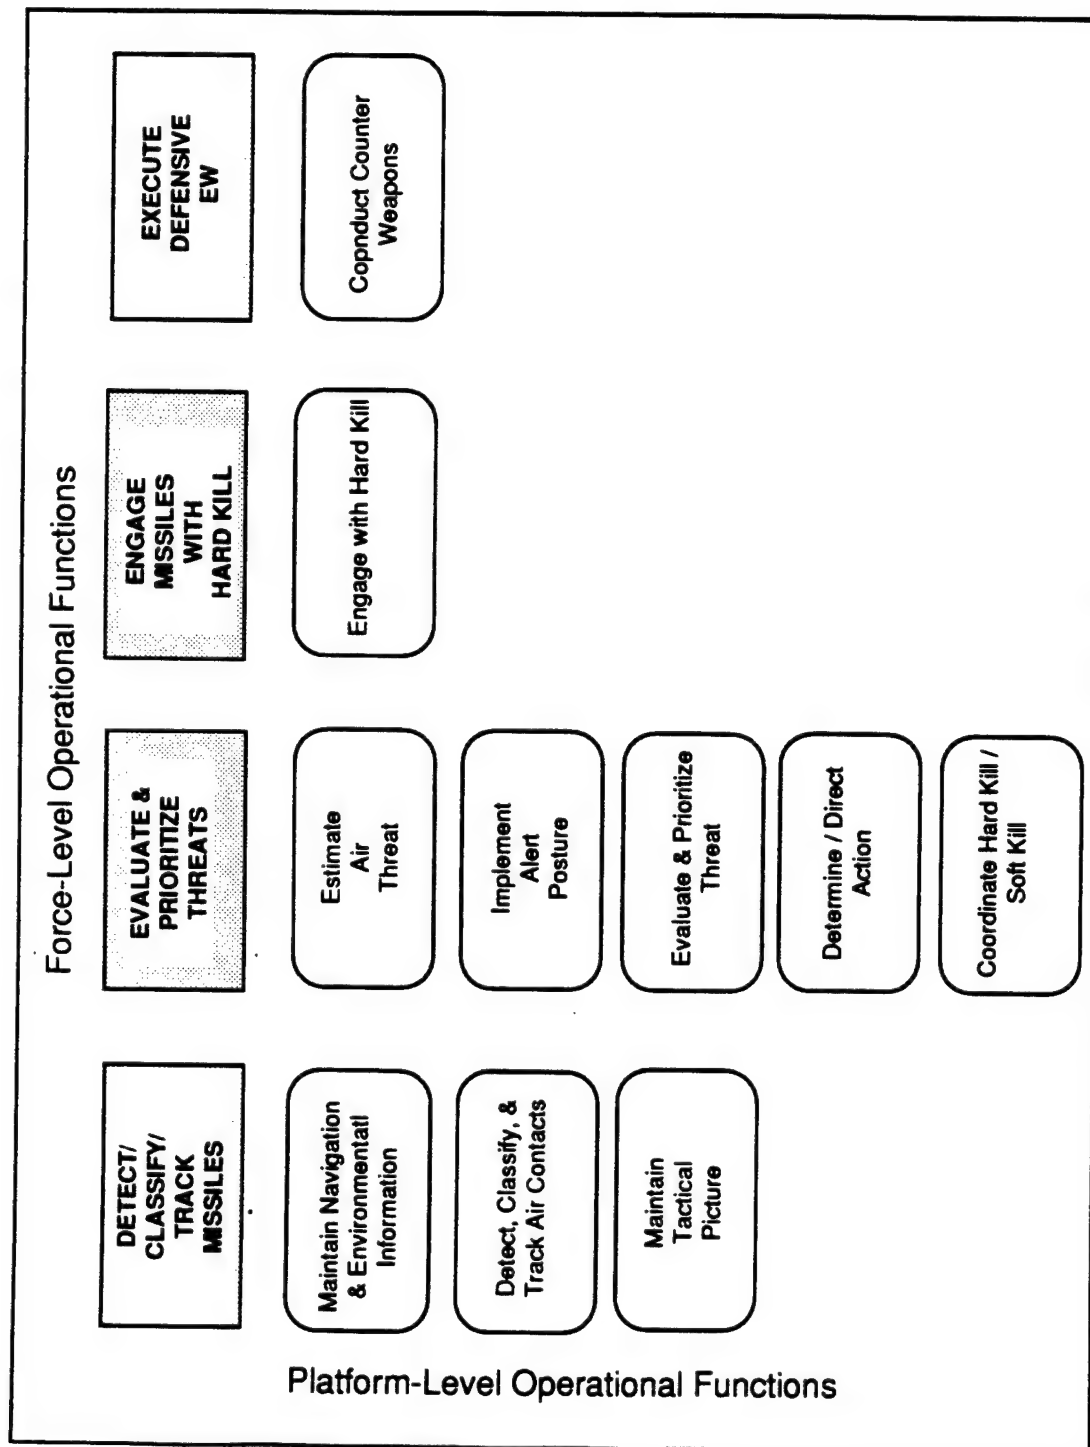 Force-Level Operational Functions
DETECT/
CLASSIFY/
TRACK
MISSILES
EVALUATE &
PRIORITIZE
THREATS
ENGAGE
MISSILES
WITH
HARD KILL
EXECUTE
DEFENSIVE
EW
Maintain Navigation
& Environmentatl
Information
Detect, Classify, &
Track Air Contacts
Maintain
Tactical
Picture
Estimate
Air
Threat
Implement
Alert
Posture
Evaluate & Prioritize
Threat
Determine / Direct
Action
Coordinate Hard Kill /
Soft Kill
Engage with Hard Kill
Copnduct Counter
Weapons
Platform-Level Operational Functions